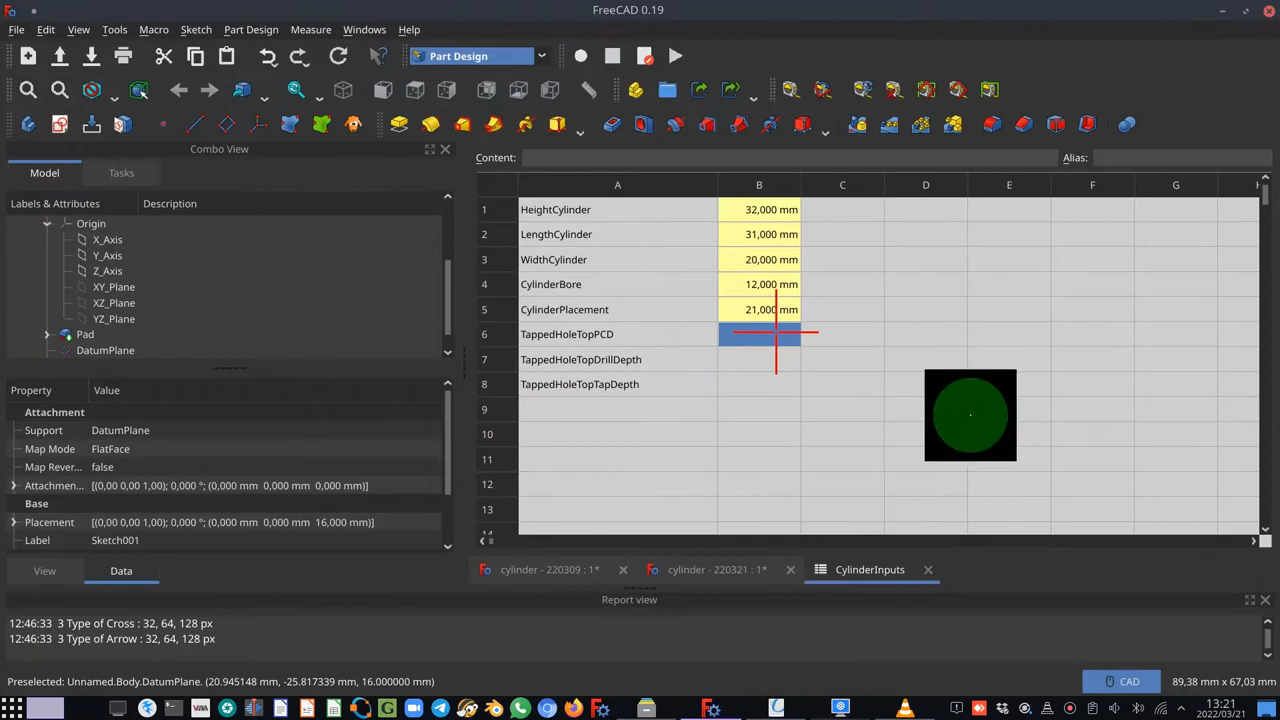 FreeCAD 0.19
File Edit View Tools Macro Sketch Part Design Measure Windows Help
Part Design
Combo View
Content:
Alias:
Model Tasks
A B C D E F G H
Labels & Attributes Description
Origin
X_Axis
Y_Axis
Z_Axis
XY_Plane
XZ_Plane
YZ_Plane
Pad
DatumPlane
1 HeightCylinder 32,000 mm
2 LengthCylinder 31,000 mm
3 WidthCylinder 20,000 mm
4 CylinderBore 12,000 mm
5 CylinderPlacement 21,000 mm
6 TappedHoleTopPCD
7 TappedHoleTopDrillDepth
8 TappedHoleTopTapDepth
9
10
11
12
13
14
Property Value
Attachment
Support DatumPlane
Map Mode FlatFace
Map Rever... false
Attachmen... [(0,00 0,00 1,00); 0,000 °; (0,000 mm 0,000 mm 0,000 mm)]
Base
Placement [(0,00 0,00 1,00); 0,000 °; (0,000 mm 0,000 mm 16,000 mm)]
Label Sketch001
View Data
cylinder - 220309 : 1*
cylinder - 220321 : 1*
CylinderInputs
Report view
12:46:33 3 Type of Cross : 32, 64, 128 px
12:46:33 3 Type of Arrow : 32, 64, 128 px
Preselected: Unnamed.Body.DatumPlane. (20.945148 mm, -25.817339 mm, 16.000000 mm)
CAD
89,38 mm x 67,03 mm
13:21
2022/03/21